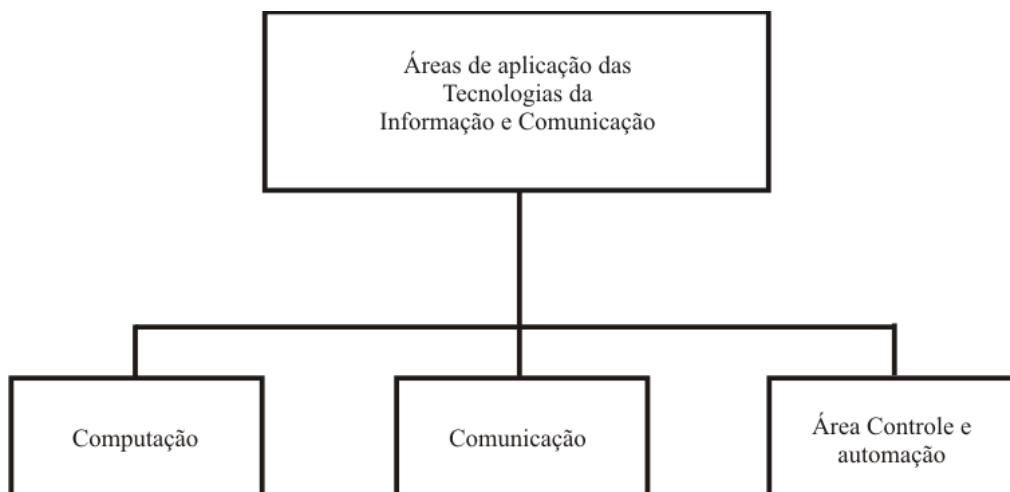 Áreas de aplicação das
Tecnologias da
Informação e Comunicação
Computação
Comunicação
Área Controle e
automação